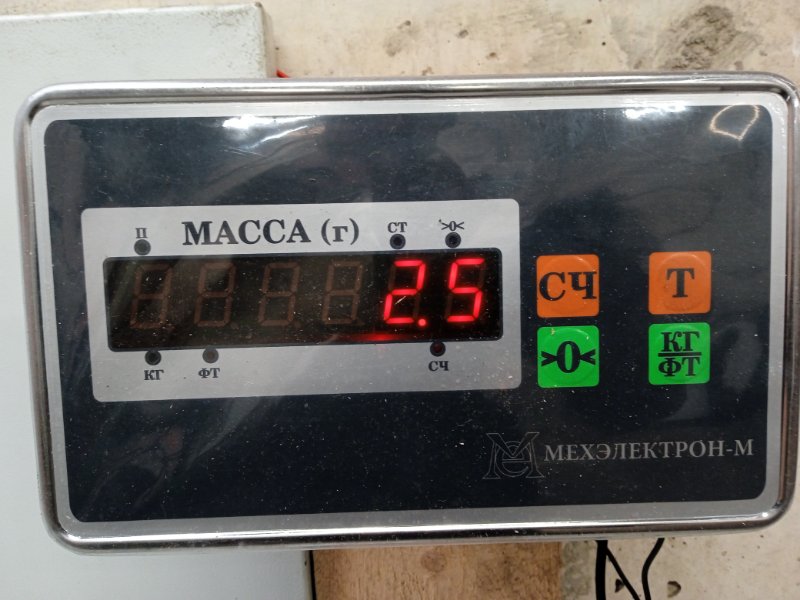 П МАССА (г) СТ >0<
2.5
КГ ФТ СЧ
СЧ Т
>0< КГ/ФТ
МЕХЭЛЕКТРОН-М